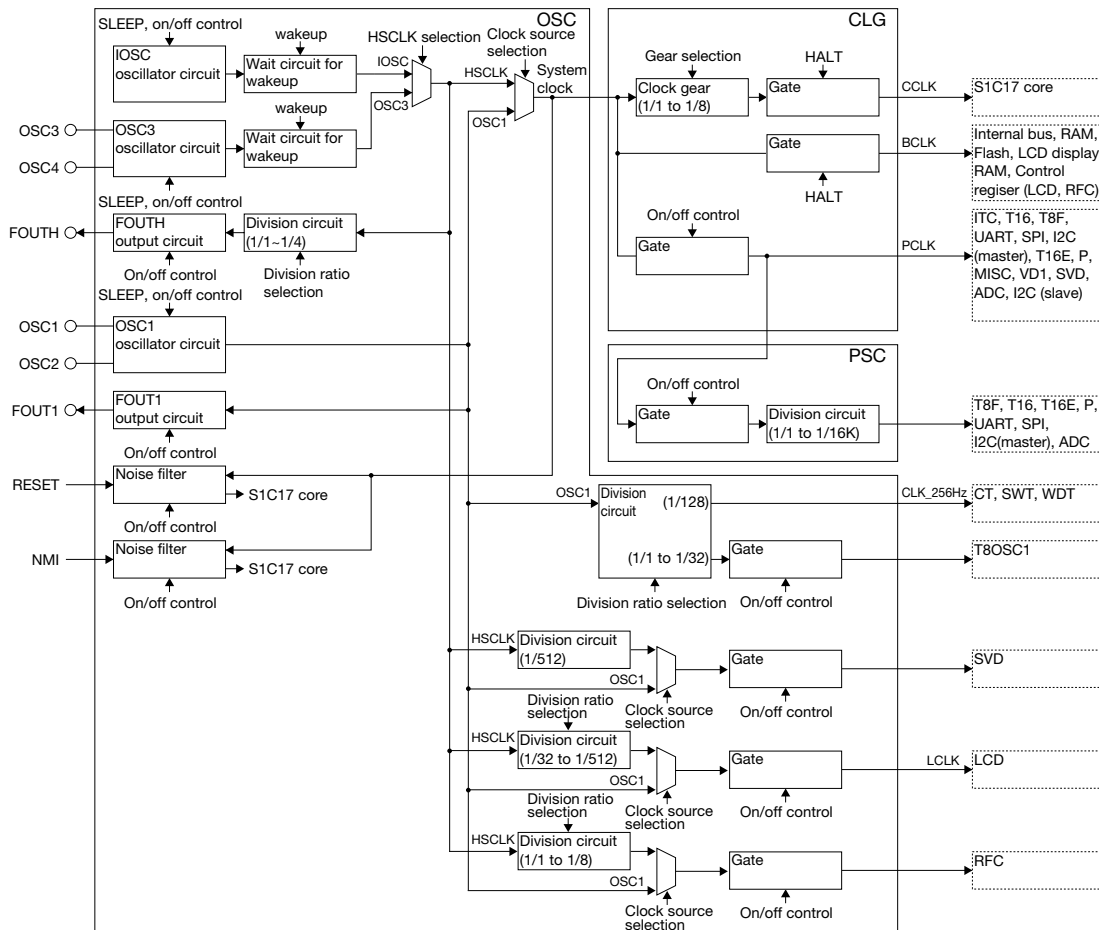 OSC
CLG
SLEEP, on/off control
IOSC
oscillator circuit
wakeup
Wait circuit for
wakeup
IOSC
HSCLK selection
Clock source
selection
HSCLK
System
clock
OSC3
OSC1
Gear selection
Clock gear
(1/1 to 1/8)
HALT
Gate
CCLK
S1C17 core
OSC3
OSC4
OSC3
oscillator circuit
SLEEP, on/off control
wakeup
Wait circuit for
wakeup
Gate
HALT
BCLK
Internal bus, RAM,
Flash, LCD display
RAM, Control
regiser (LCD, RFC)
FOUTH
FOUTH
output circuit
On/off control
Division circuit
(1/1~1/4)
Division ratio
selection
On/off control
Gate
PCLK
ITC, T16, T8F,
UART, SPI, I2C
(master), T16E, P,
MISC, VD1, SVD,
ADC, I2C (slave)
SLEEP, on/off control
OSC1
OSC2
OSC1
oscillator circuit
PSC
FOUT1
FOUT1
output circuit
On/off control
On/off control
Gate
Division circuit
(1/1 to 1/16K)
T8F, T16, T16E, P,
UART, SPI,
I2C(master), ADC
RESET
Noise filter
S1C17 core
On/off control
NMI
Noise filter
S1C17 core
On/off control
OSC1
Division
circuit
(1/128)
(1/1 to 1/32)
Division ratio selection
CLK_256Hz
CT, SWT, WDT
Gate
On/off control
T8OSC1
HSCLK
Division circuit
(1/512)
OSC1
Clock source
selection
Gate
On/off control
SVD
Division ratio
selection
HSCLK
Division circuit
(1/32 to 1/512)
OSC1
Clock source
selection
Gate
On/off control
LCLK
LCD
Division ratio
selection
HSCLK
Division circuit
(1/1 to 1/8)
OSC1
Clock source
selection
Gate
On/off control
RFC